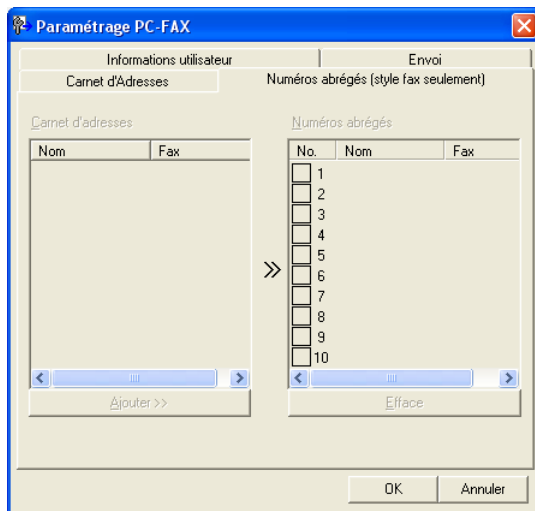 Paramétrage PC-FAX
Informations utilisateur Envoi
Carnet d'Adresses Numéros abrégés (style fax seulement)
Carnet d'adresses Numéros abrégés
Nom Fax No. Nom Fax
1
2
3
4
5
6
7
8
9
10
Ajouter >> Efface
OK Annuler